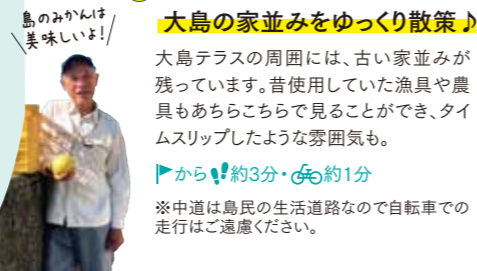 島のみかんは
美味しいよ!
大島の家並みをゆっくり散策♪
大島テラスの周囲には、古い家並みが
残っています。昔使用していた漁具や農
具もあちらこちらで見ることができ、タイ
ムスリップしたような雰囲気も。
から 約3分・ 約1分
※中道は島民の生活道路なので自転車での
走行はご遠慮ください。